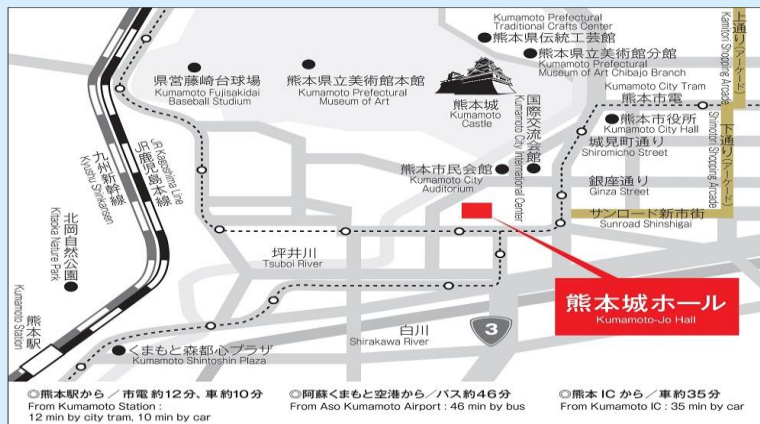 Kumamoto Prefectural
Traditional Crafts Center
熊本県伝統工芸館
熊本県立美術館分館
Kumamoto Prefectural
Museum of Art Chibajo Branch
上通り(アーケード)
Kamitori Shopping Arcade
県営藤崎台球場
Kumamoto Fujisakidai
Baseball Studium
熊本県立美術館本館
Kumamoto Prefectural
Museum of Art
熊本城
Kumamoto
Castle
国際交流会館
Kumamoto City International Center
Kumamoto City Tram
熊本市電
熊本市役所
Kumamoto City Hall
下通り(アーケード)
Shimotori Shopping Arcade
城見町通り
Shiromicho Street
熊本市民会館
Kumamoto City
Auditorium
銀座通り
Ginza Street
サンロード新市街
Sunroad Shinshigai
JR Kagoshima Line
JR鹿児島本線
九州新幹線
Kyushu Shinkansen
北岡自然公園
Kitaoka Nature Park
坪井川
Tsuboi River
熊本城ホール
Kumamoto-Jo Hall
熊本駅
Kumamoto Station
3
白川
Shirakawa River
くまもと森都心プラザ
Kumamoto Shintoshin Plaza
◎熊本駅から/市電 約12分、車 約10分
From Kumamoto Station :
12 min by city tram, 10 min by car
◎阿蘇くまもと空港から/バス 約46分
From Aso Kumamoto Airport : 46 min by bus
◎熊本 ICから/車 約35分
From Kumamoto IC : 35 min by car